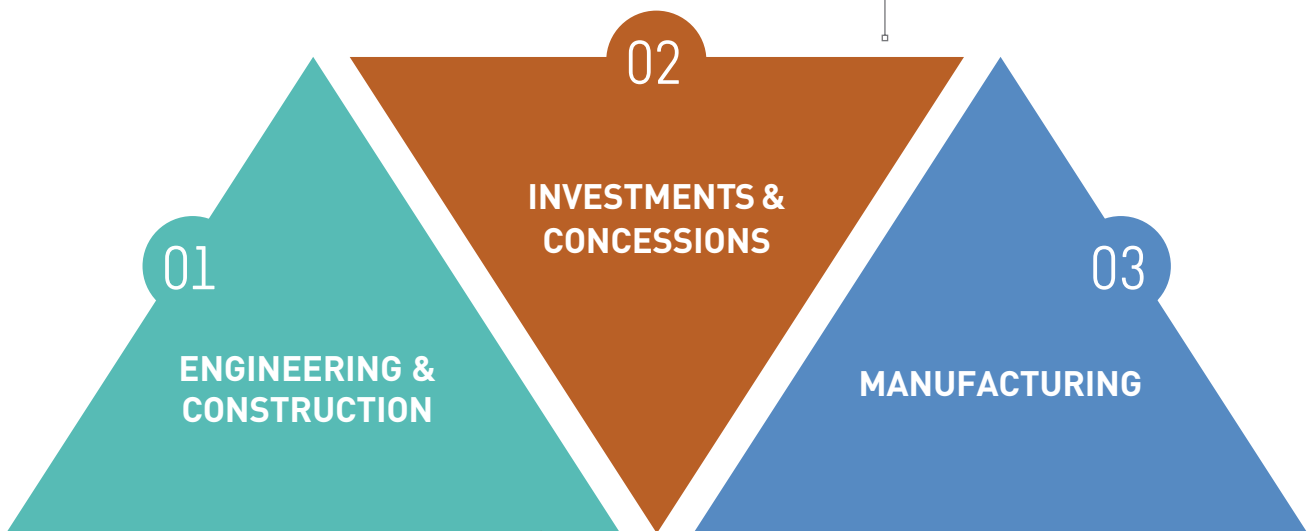 01
ENGINEERING &
CONSTRUCTION
02
INVESTMENTS &
CONCESSIONS
03
MANUFACTURING